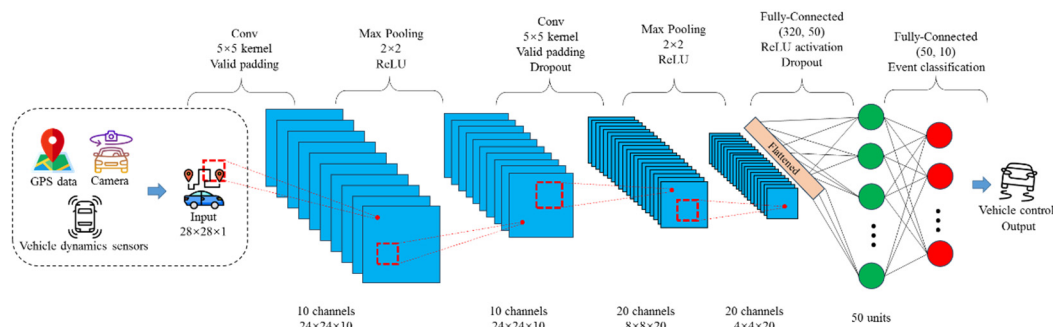 Conv
5×5 kernel
Valid padding
Max Pooling
2×2
ReLU
Conv
5×5 kernel
Valid padding
Dropout
Max Pooling
2×2
ReLU
Fully-Connected
(320, 50)
ReLU activation
Dropout
Fully-Connected
(50, 10)
Event classification
GPS data
Camera
Vehicle dynamics sensors
Input
28×28×1
Flattened
Vehicle control
Output
10 channels
24×24×10
10 channels
24×24×10
20 channels
8×8×20
20 channels
4×4×20
50 units